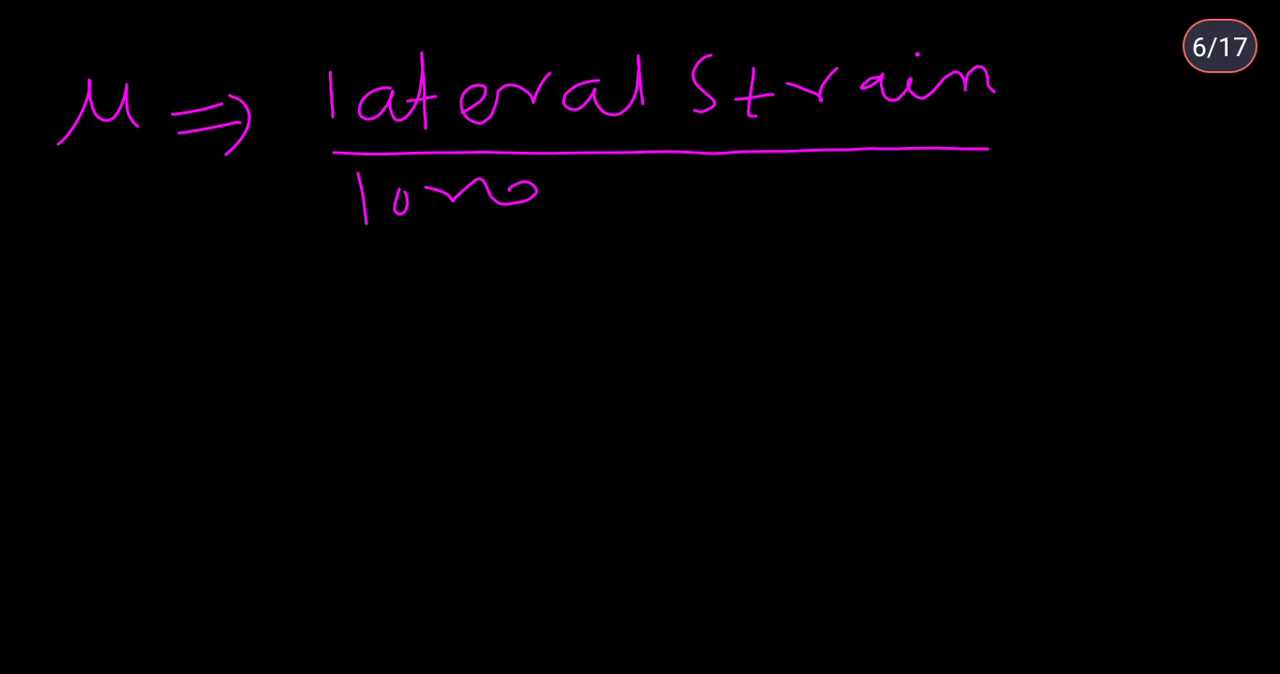 6/17
μ ⇒ lateral strain
lon